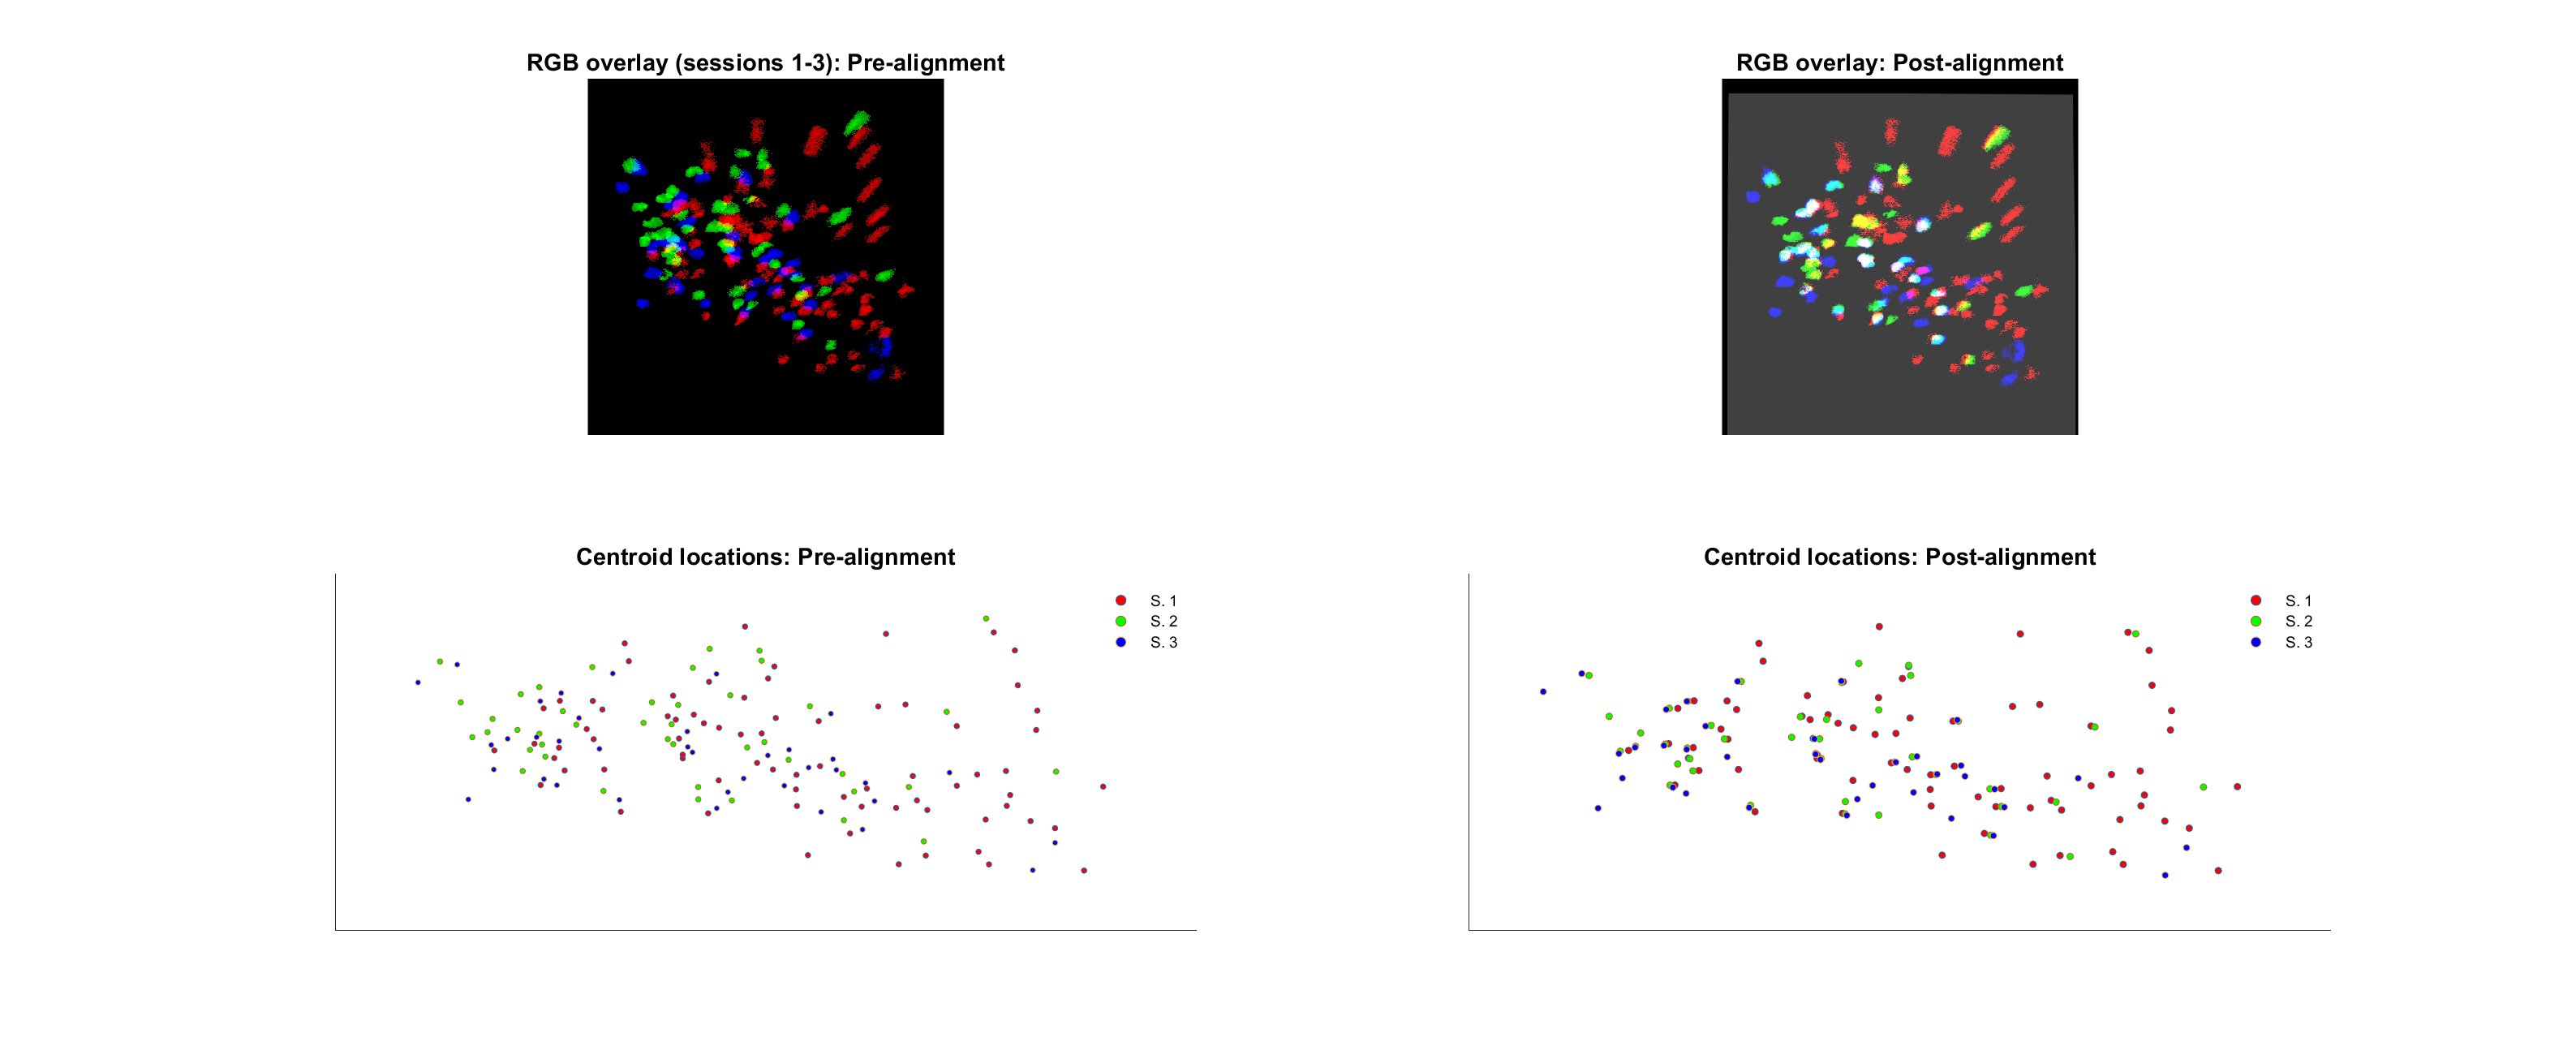 RGB overlay (sessions 1-3): Pre-alignment
RGB overlay: Post-alignment
Centroid locations: Pre-alignment
S. 1
S. 2
S. 3
Centroid locations: Post-alignment
S. 1
S. 2
S. 3